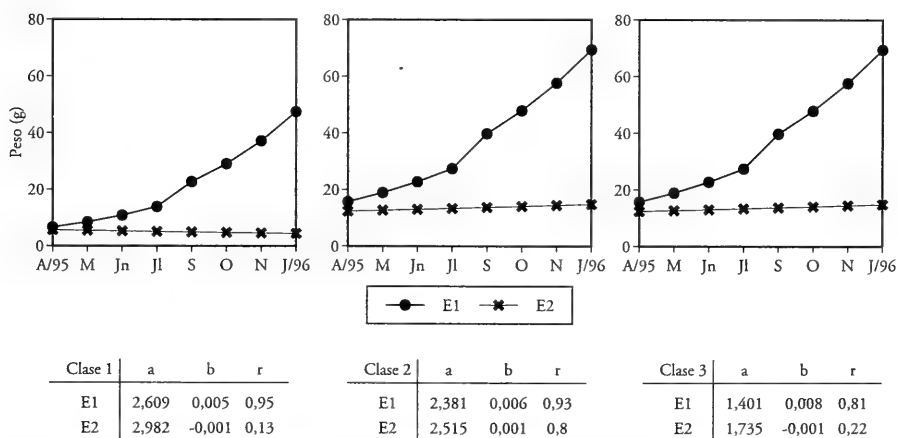 80
60
40
20
0
Peso (g)
A/95 M Jn Jl S O N J/96
80
60
40
20
0
A/95 M Jn Jl S O N J/96
80
60
40
20
0
A/95 M Jn Jl S O N J/96
E1 E2
Clase 1 a b r
E1 2,609 0,005 0,95
E2 2,982 -0,001 0,13
Clase 2 a b r
E1 2,381 0,006 0,93
E2 2,515 0,001 0,8
Clase 3 a b r
E1 1,401 0,008 0,81
E2 1,735 -0,001 0,22